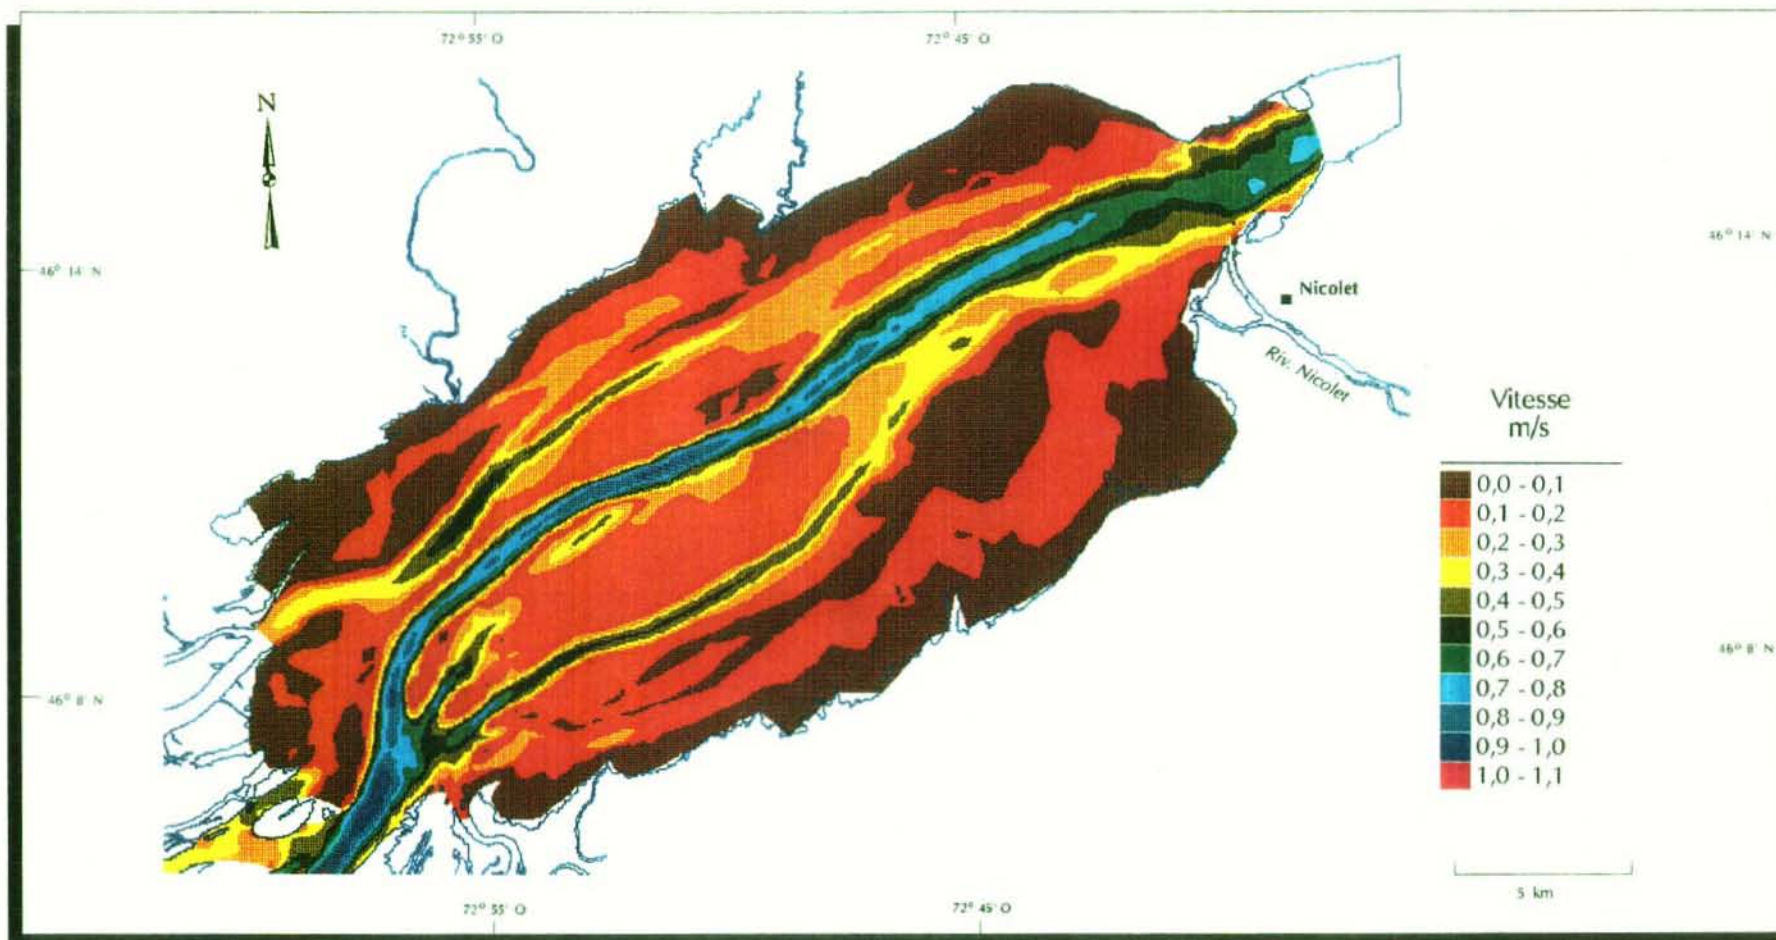 72° 55' O
72° 45' O
N
46° 14' N
46° 14' N
Nicolet
Riv. Nicolet
Vitesse
m/s
0,0 - 0,1
0,1 - 0,2
0,2 - 0,3
0,3 - 0,4
0,4 - 0,5
0,5 - 0,6
0,6 - 0,7
0,7 - 0,8
0,8 - 0,9
0,9 - 1,0
1,0 - 1,1
46° 8' N
46° 8' N
5 km
72° 55' O
72° 45' O